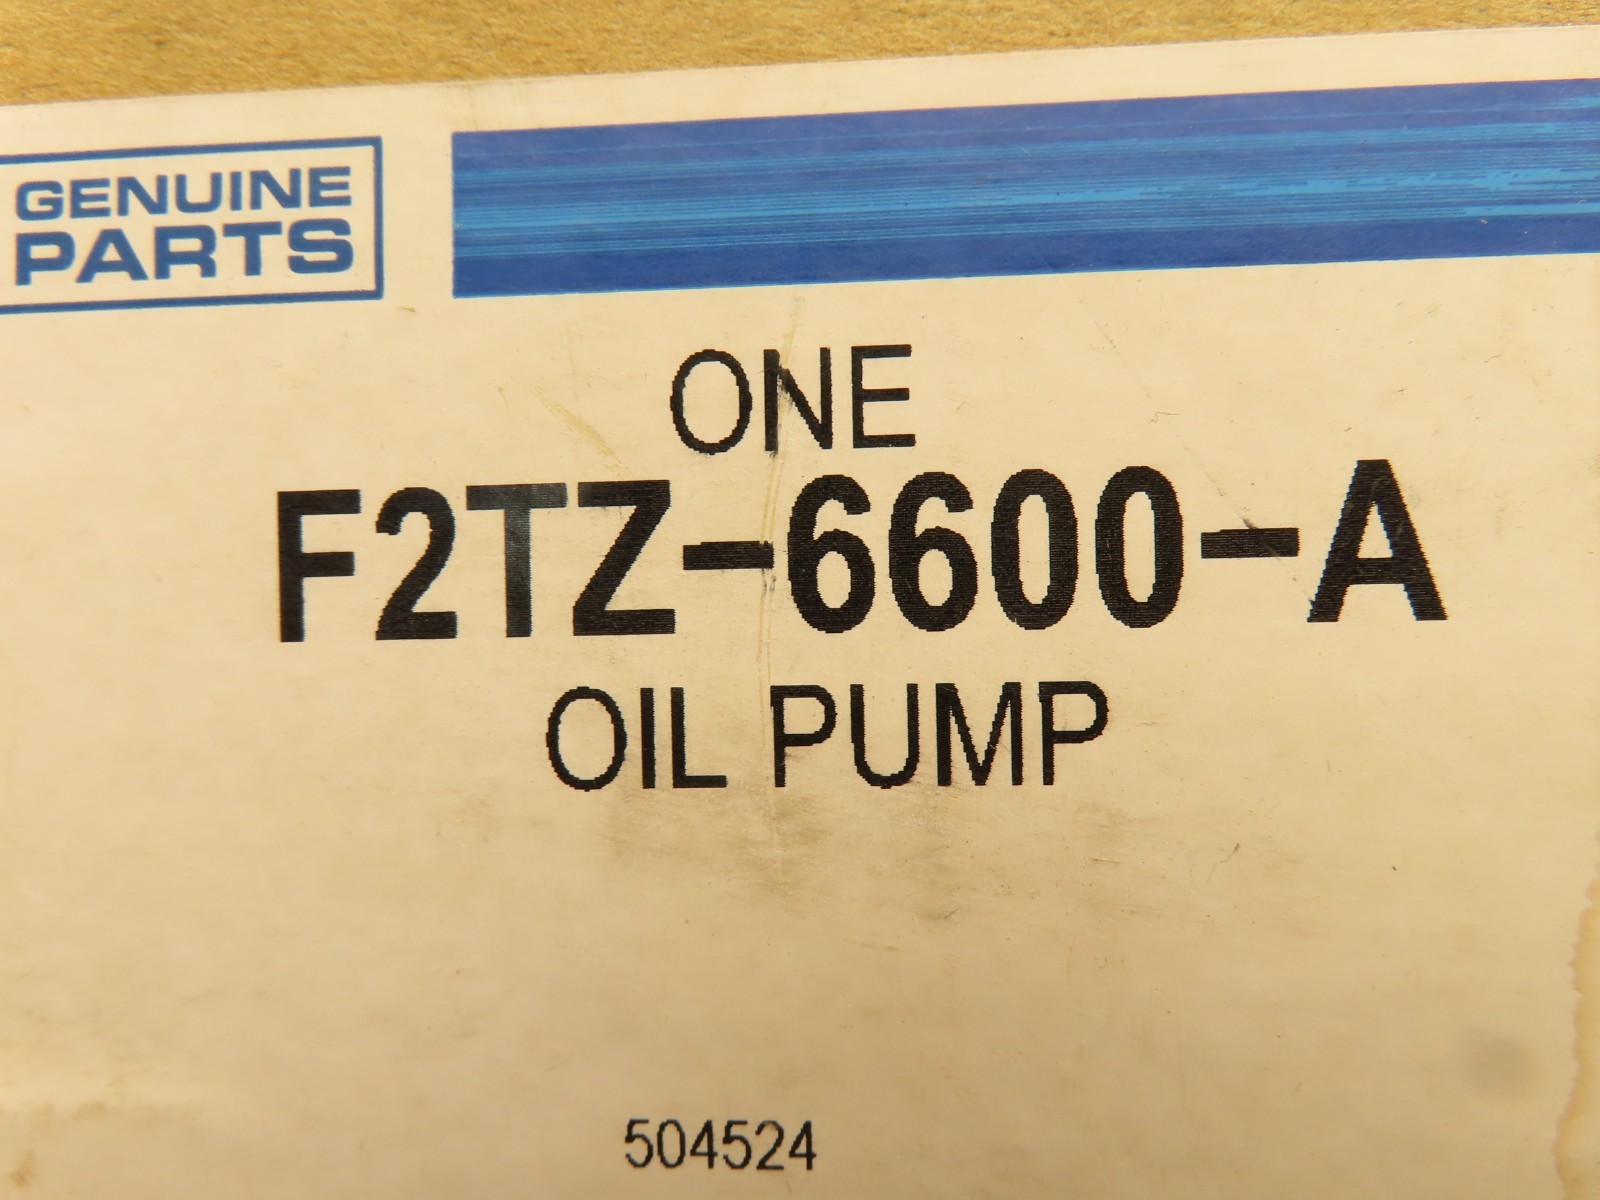 GENUINE
PARTS
ONE
F2TZ-6600-A
OIL PUMP
504524